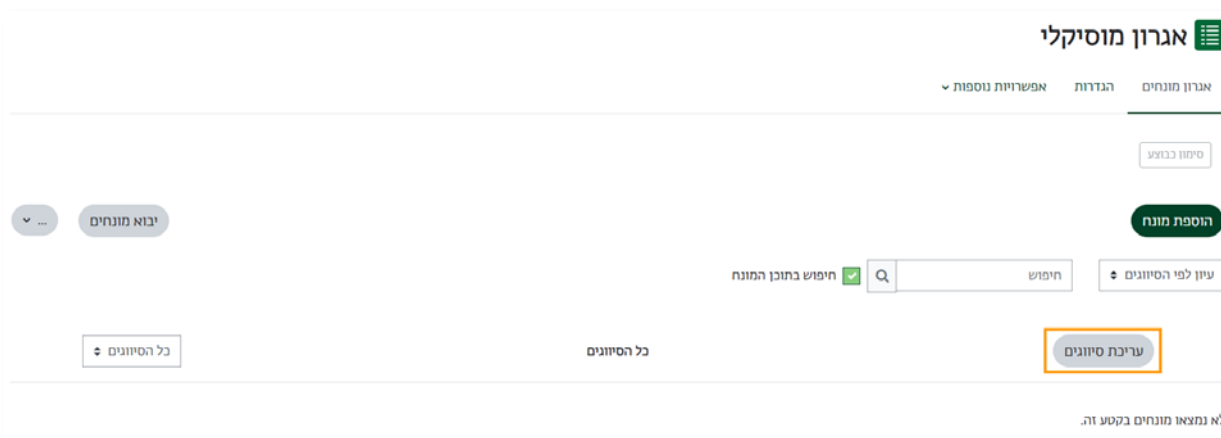 אגרון מוסיקלי
אגרון מונחים הגדרות אפשרויות נוספות
סימון כבוצע
הוספת מונח יבוא מונחים ...
עיון לפי הסיווגים חיפוש חיפוש בתוכן המונח
עריכת סיווגים כל הסיווגים כל הסיווגים
לא נמצאו מונחים בקטע זה.